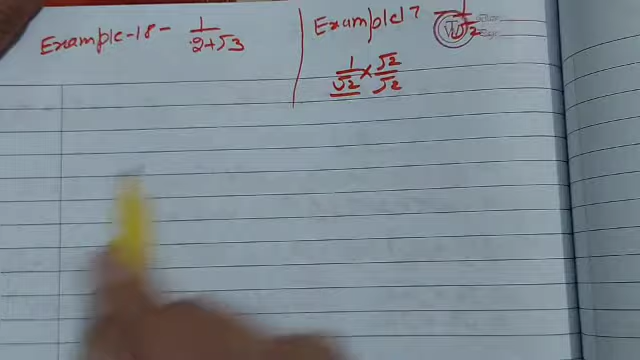 Example-18 - 1/2+√3
Example 17 1/√2
1/√2 × √2/√2